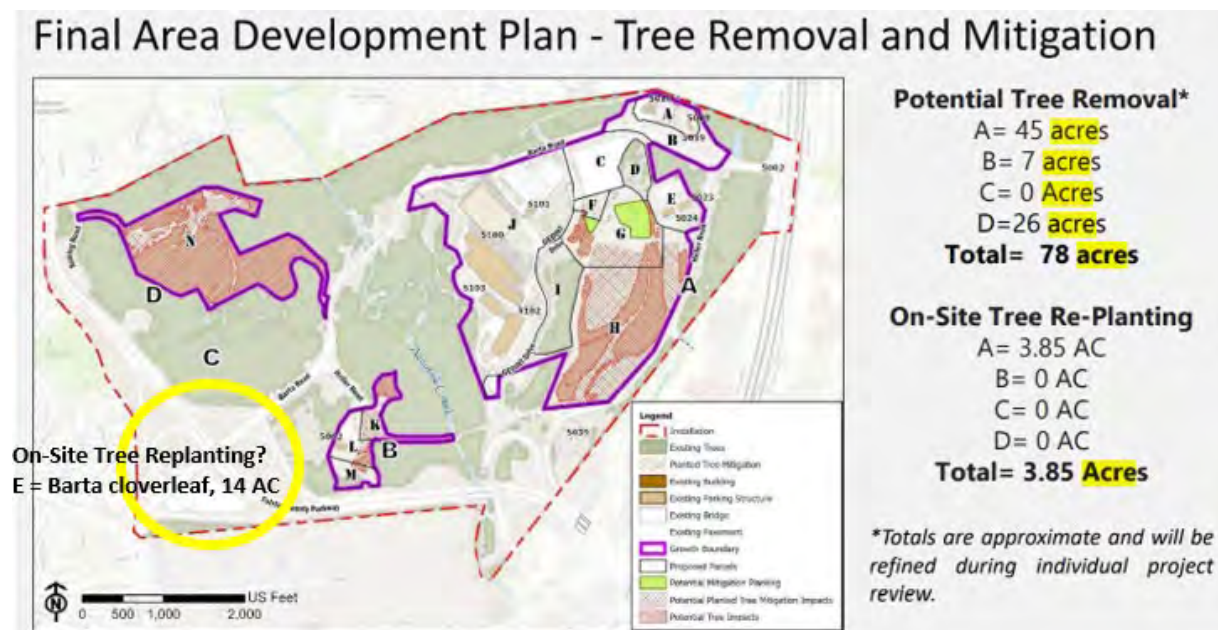 Final Area Development Plan - Tree Removal and Mitigation
Potential Tree Removal*
A= 45 acres
B= 7 acres
C= 0 Acres
D=26 acres
Total= 78 acres
On-Site Tree Re-Planting
A= 3.85 AC
B= 0 AC
C= 0 AC
D= 0 AC
Total= 3.85 Acres
*Totals are approximate and will be
refined during individual project
review.
On-Site Tree Replanting?
E = Barta cloverleaf, 14 AC
A
B
C
D
E
F
G
H
I
J
K
L
M
N
A
B
C
D
Barta Road
Barta Road
5062
5101
5100
5103
5102
5024
Legend
Installation
Existing Trees
Planted Tree Mitigation
Existing Building
Existing Parking Structure
Existing Bridge
Existing Pavement
Growth Boundary
Proposed Parcels
Potential Mitigation Planting
Potential Planted Tree Mitigation Impacts
Potential Tree Impacts
N
US Feet
0 500 1,000 2,000